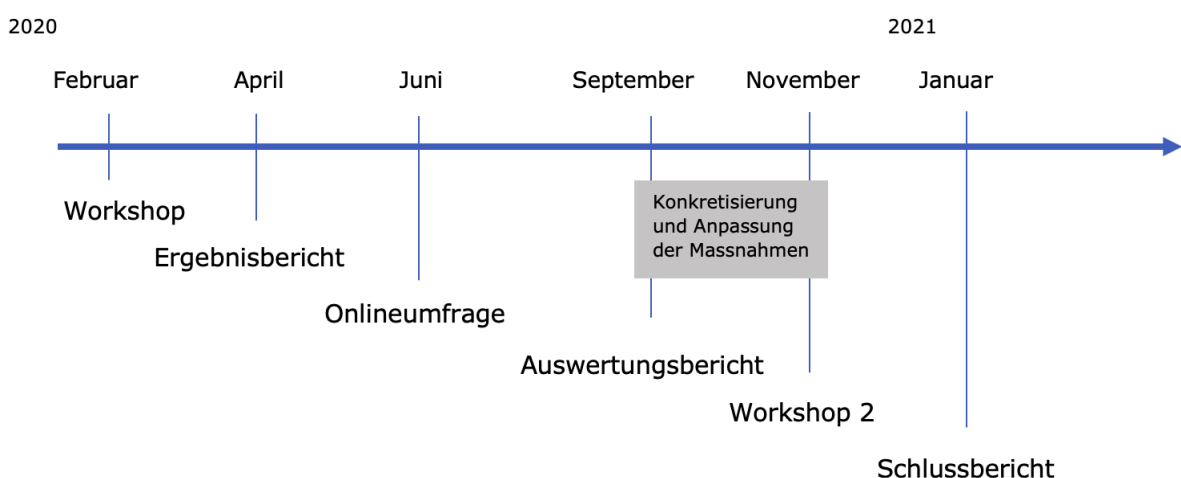 2020
2021
Februar
April
Juni
September
November
Januar
Workshop
Ergebnisbericht
Onlineumfrage
Konkretisierung
und Anpassung
der Massnahmen
Auswertungsbericht
Workshop 2
Schlussbericht